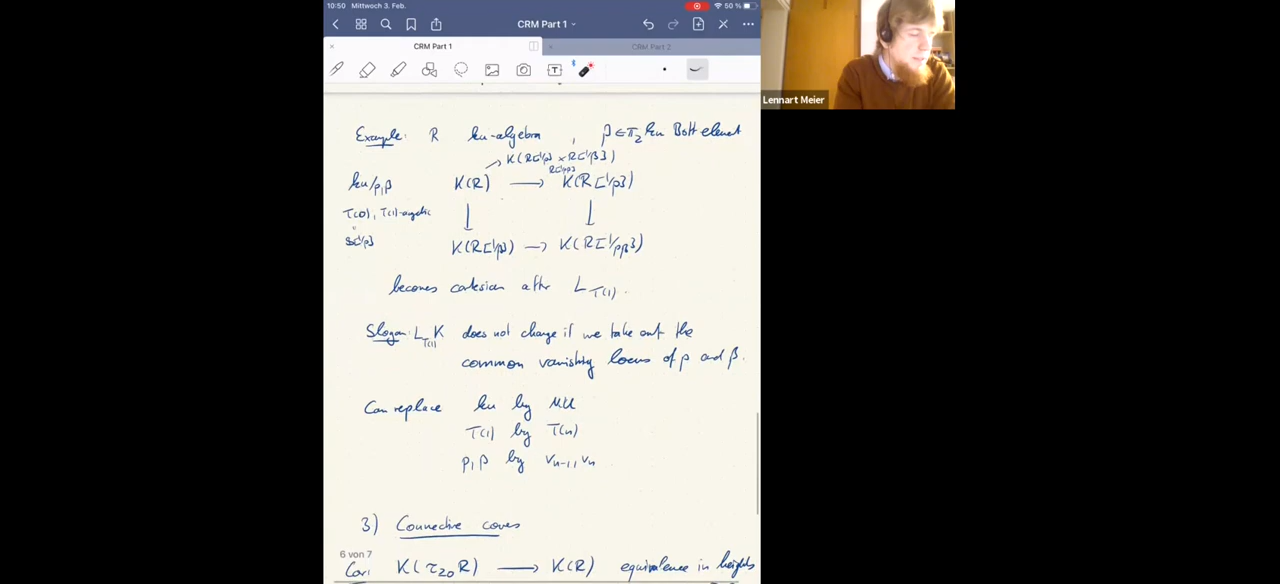 10:50 Mittwoch 3. Feb.
50 %
CRM Part 1
CRM Part 1
CRM Part 2
Lennart Meier
Example: R ku-algebra, β ∈ π₂ ku Bott element
K(R[1/p] × R[1/β])
R[1/pβ]
ku/p,β K(R) → K(R[1/p])
T(0), T(1)-acyclic
S[1/p]
K(R[1/β]) → K(R[1/pβ])
becomes cartesian after L_T(1).
Slogan: L_T(1) K does not change if we take out the
common vanishing locus of p and β.
Can replace ku by MU
T(1) by T(n)
p, β by vₙ₋₁, vₙ
3) Connective covers
6 von 7
Cor: K(τ≥0 R) → K(R) equivalence in heights